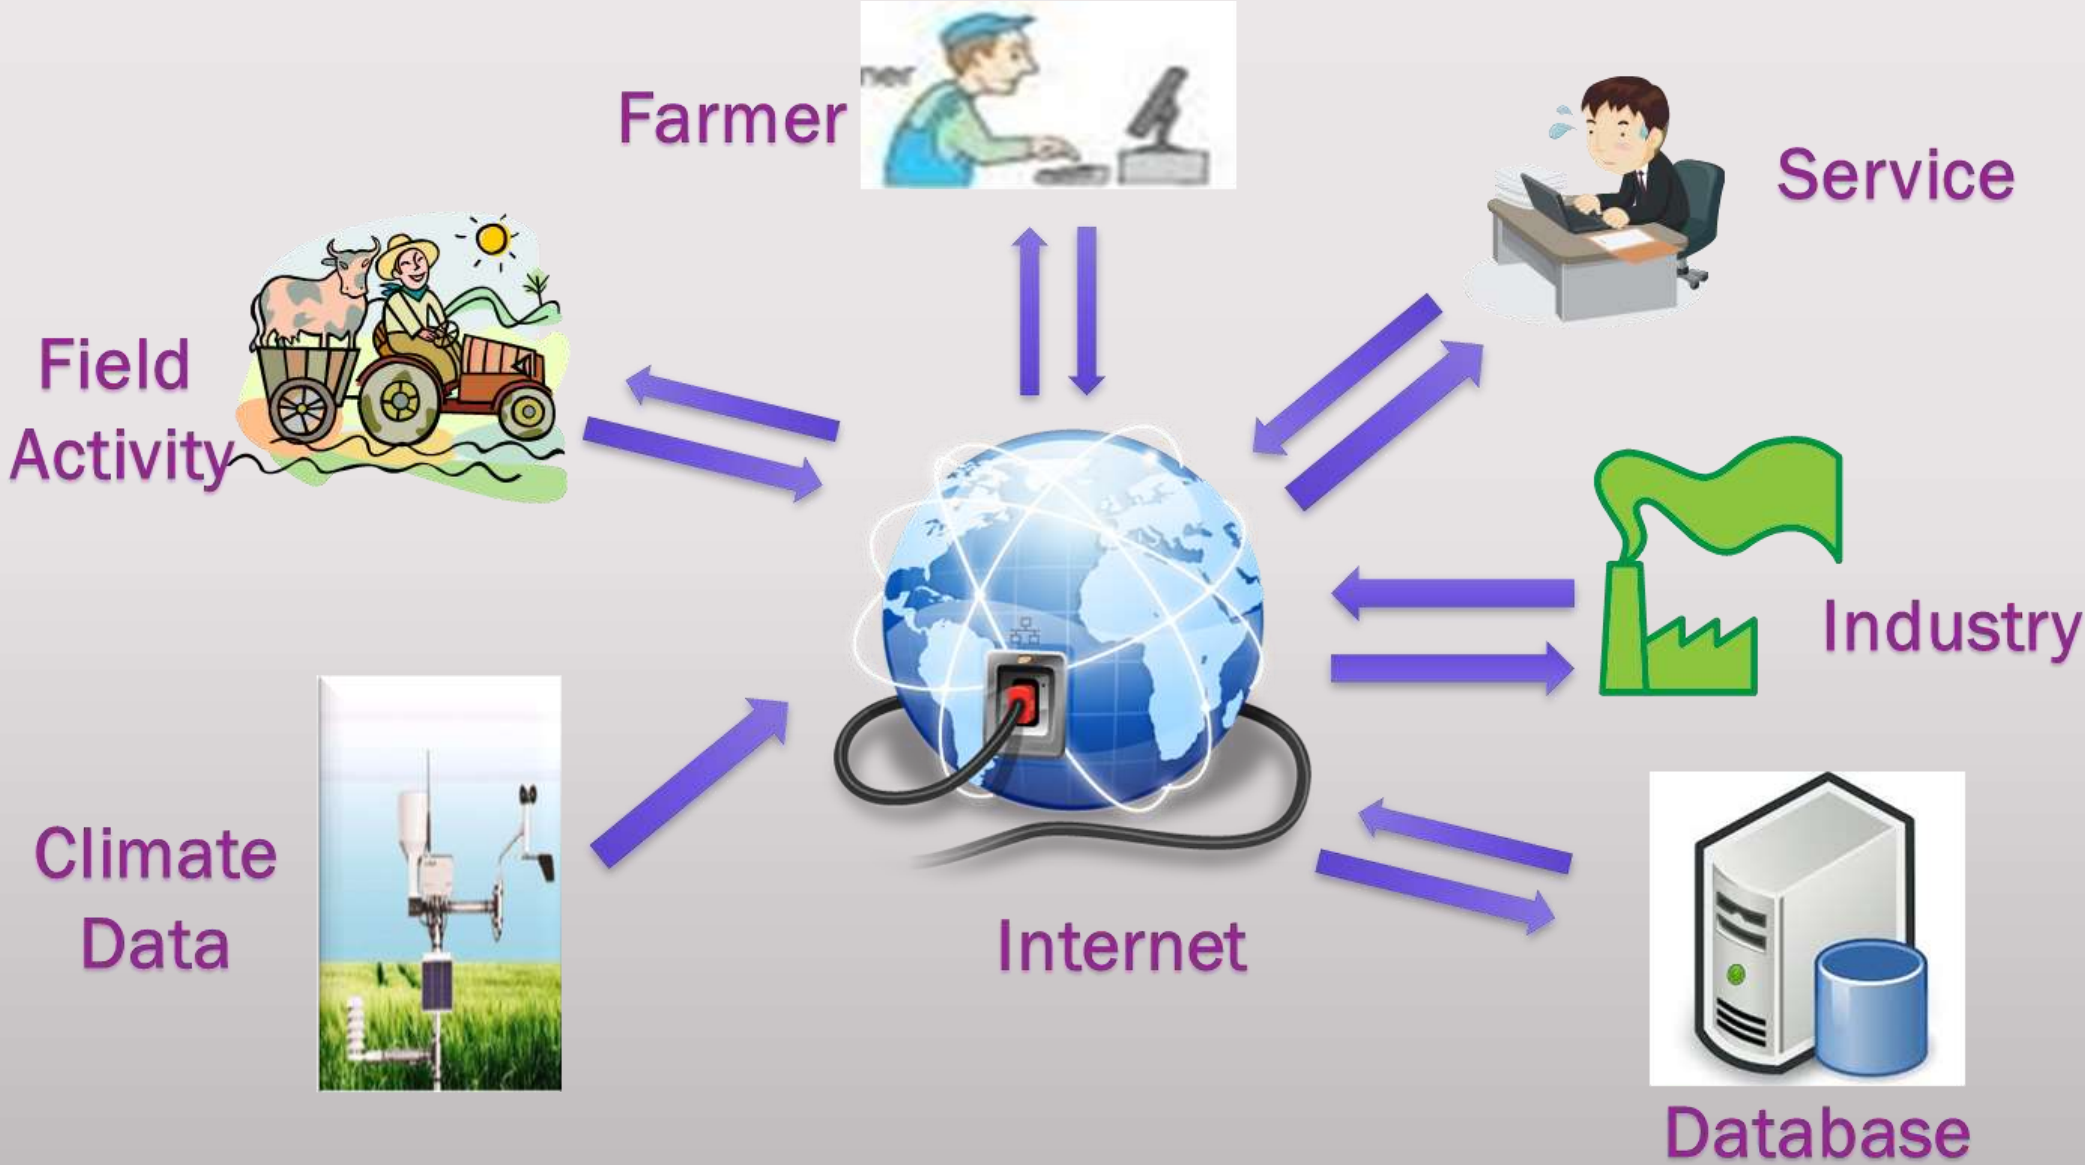 Farmer
Service
Field
Activity
Industry
Climate
Data
Internet
Database